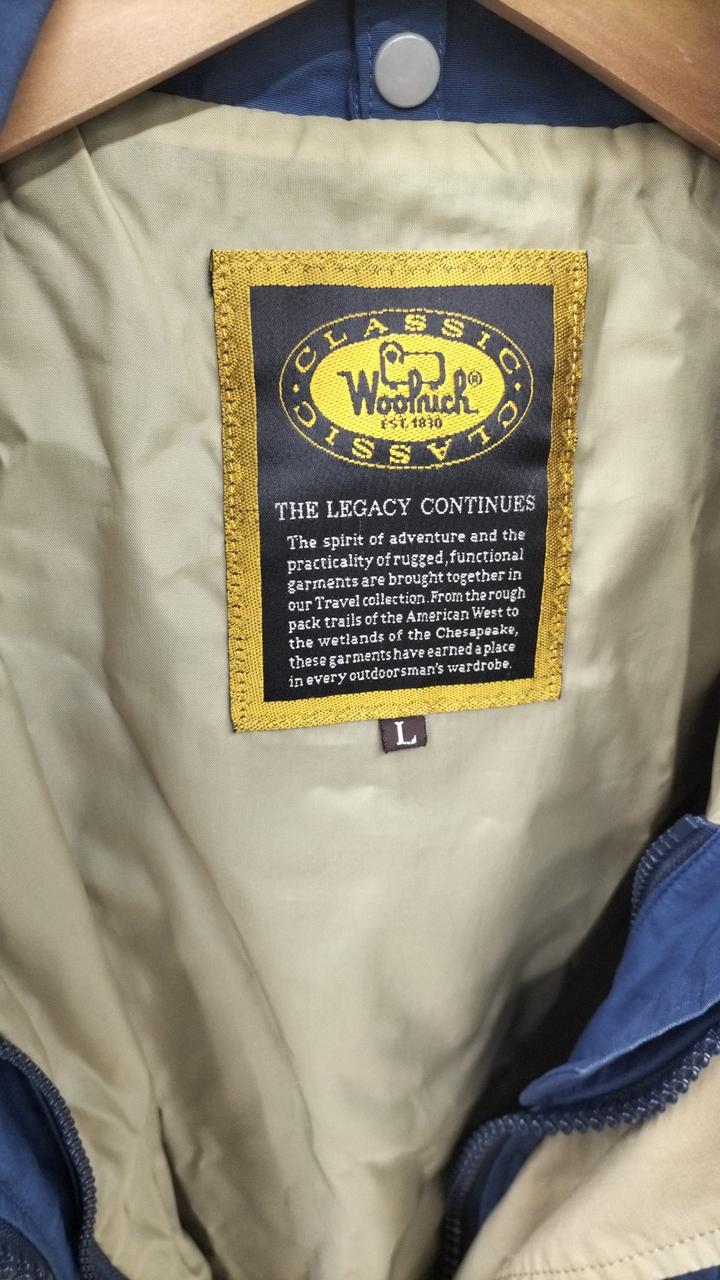 CLASSIC
Woolrich®
EST. 1830
CLASSIC
THE LEGACY CONTINUES
The spirit of adventure and the
practicality of rugged, functional
garments are brought together in
our Travel collection. From the rough
pack trails of the American West to
the wetlands of the Chesapeake,
these garments have earned a place
in every outdoorsman's wardrobe.
L